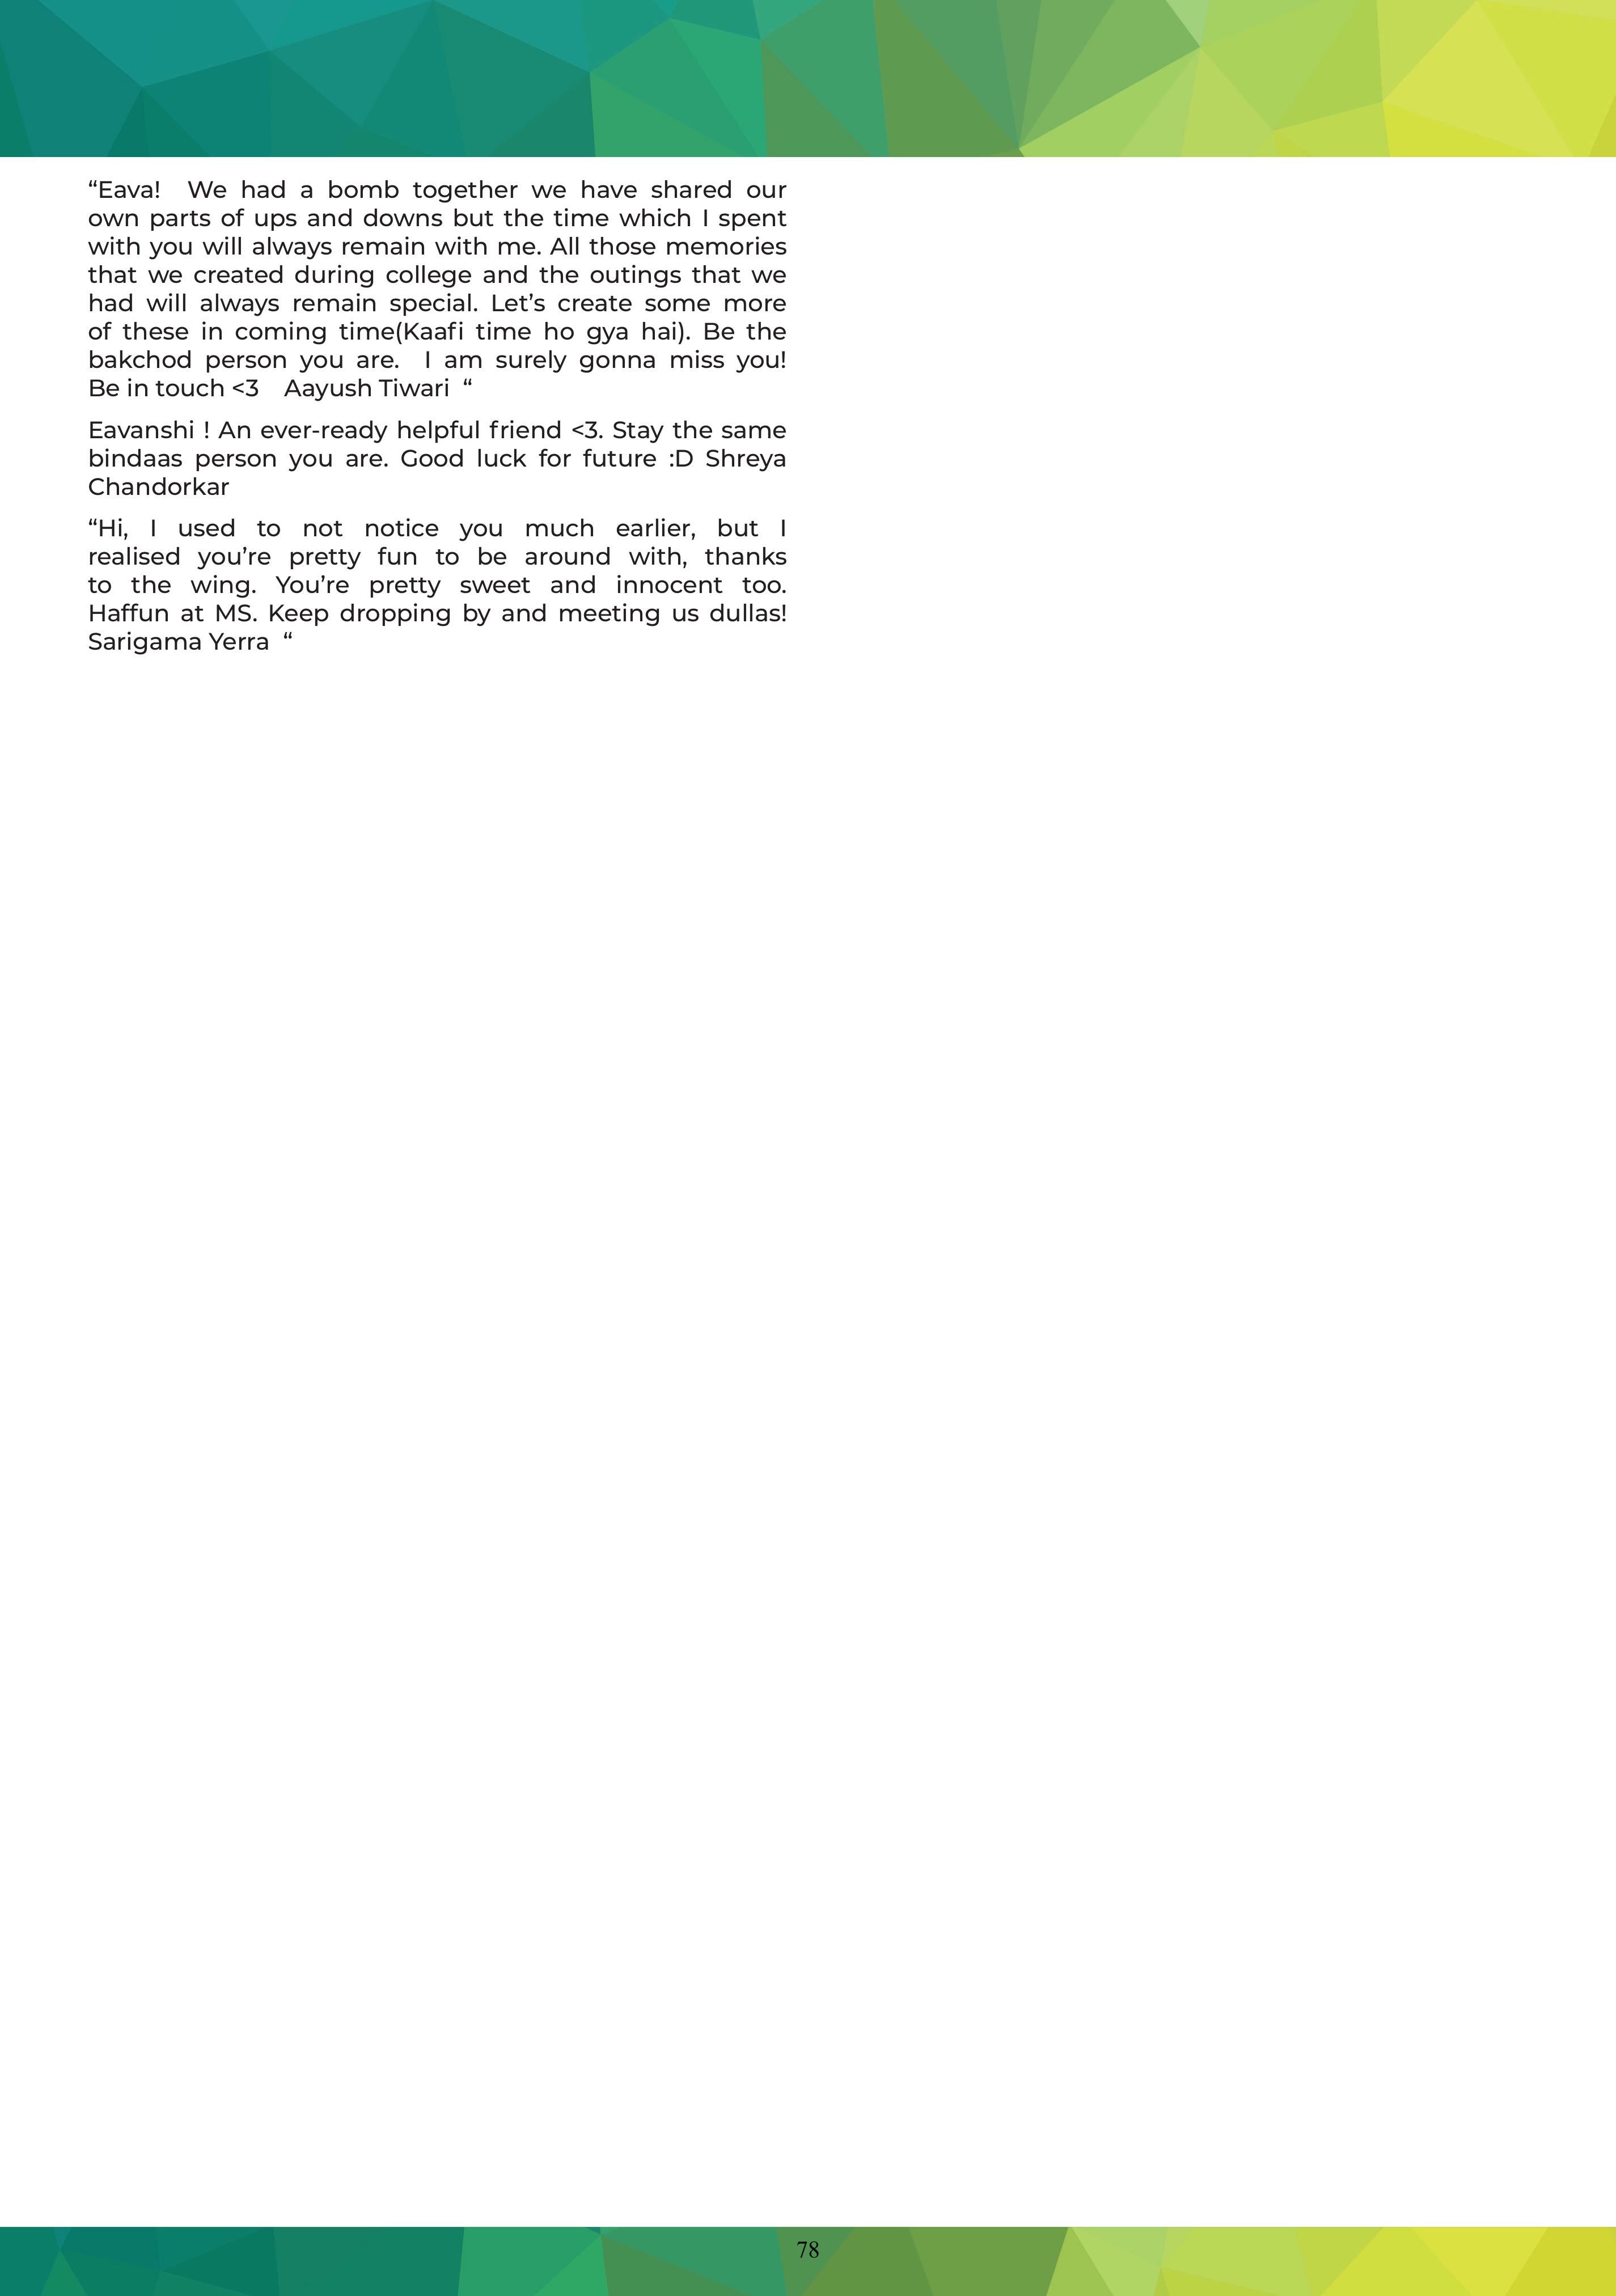 “Eava!   We had a bomb together we have shared our
own parts of ups and downs but the time which I spent
with you will always remain with me. All those memories
that we created during college and the outings that we
had will always remain special. Let’s create some more
of these in coming time(Kaafi time ho gya hai). Be the
bakchod person you are.   I am surely gonna miss you!
Be in touch <3    Aayush Tiwari  “
Eavanshi ! An ever-ready helpful friend <3. Stay the same
bindaas person you are. Good luck for future :D Shreya
Chandorkar
“Hi, I used to not notice you much earlier, but I
realised you’re pretty fun to be around with, thanks
to the wing. You’re pretty sweet and innocent too.
Haffun at MS. Keep dropping by and meeting us dullas!
Sarigama Yerra  “
78